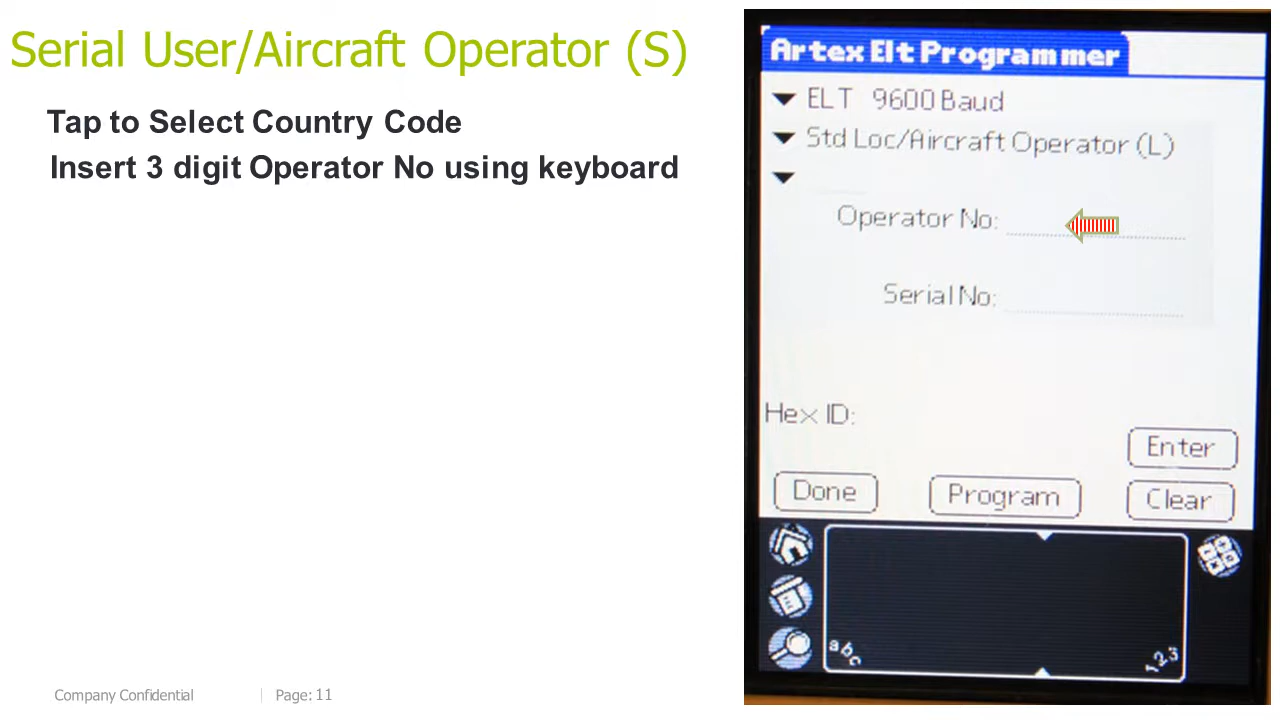 Serial User/Aircraft Operator (S)
Tap to Select Country Code
Insert 3 digit Operator No using keyboard
Artex Elt Programmer
ELT 9600 Baud
Std Loc/Aircraft Operator (L)
Operator No:
Serial No:
Hex ID:
Enter
Done
Program
Clear
abc
123
Company Confidential
Page: 11